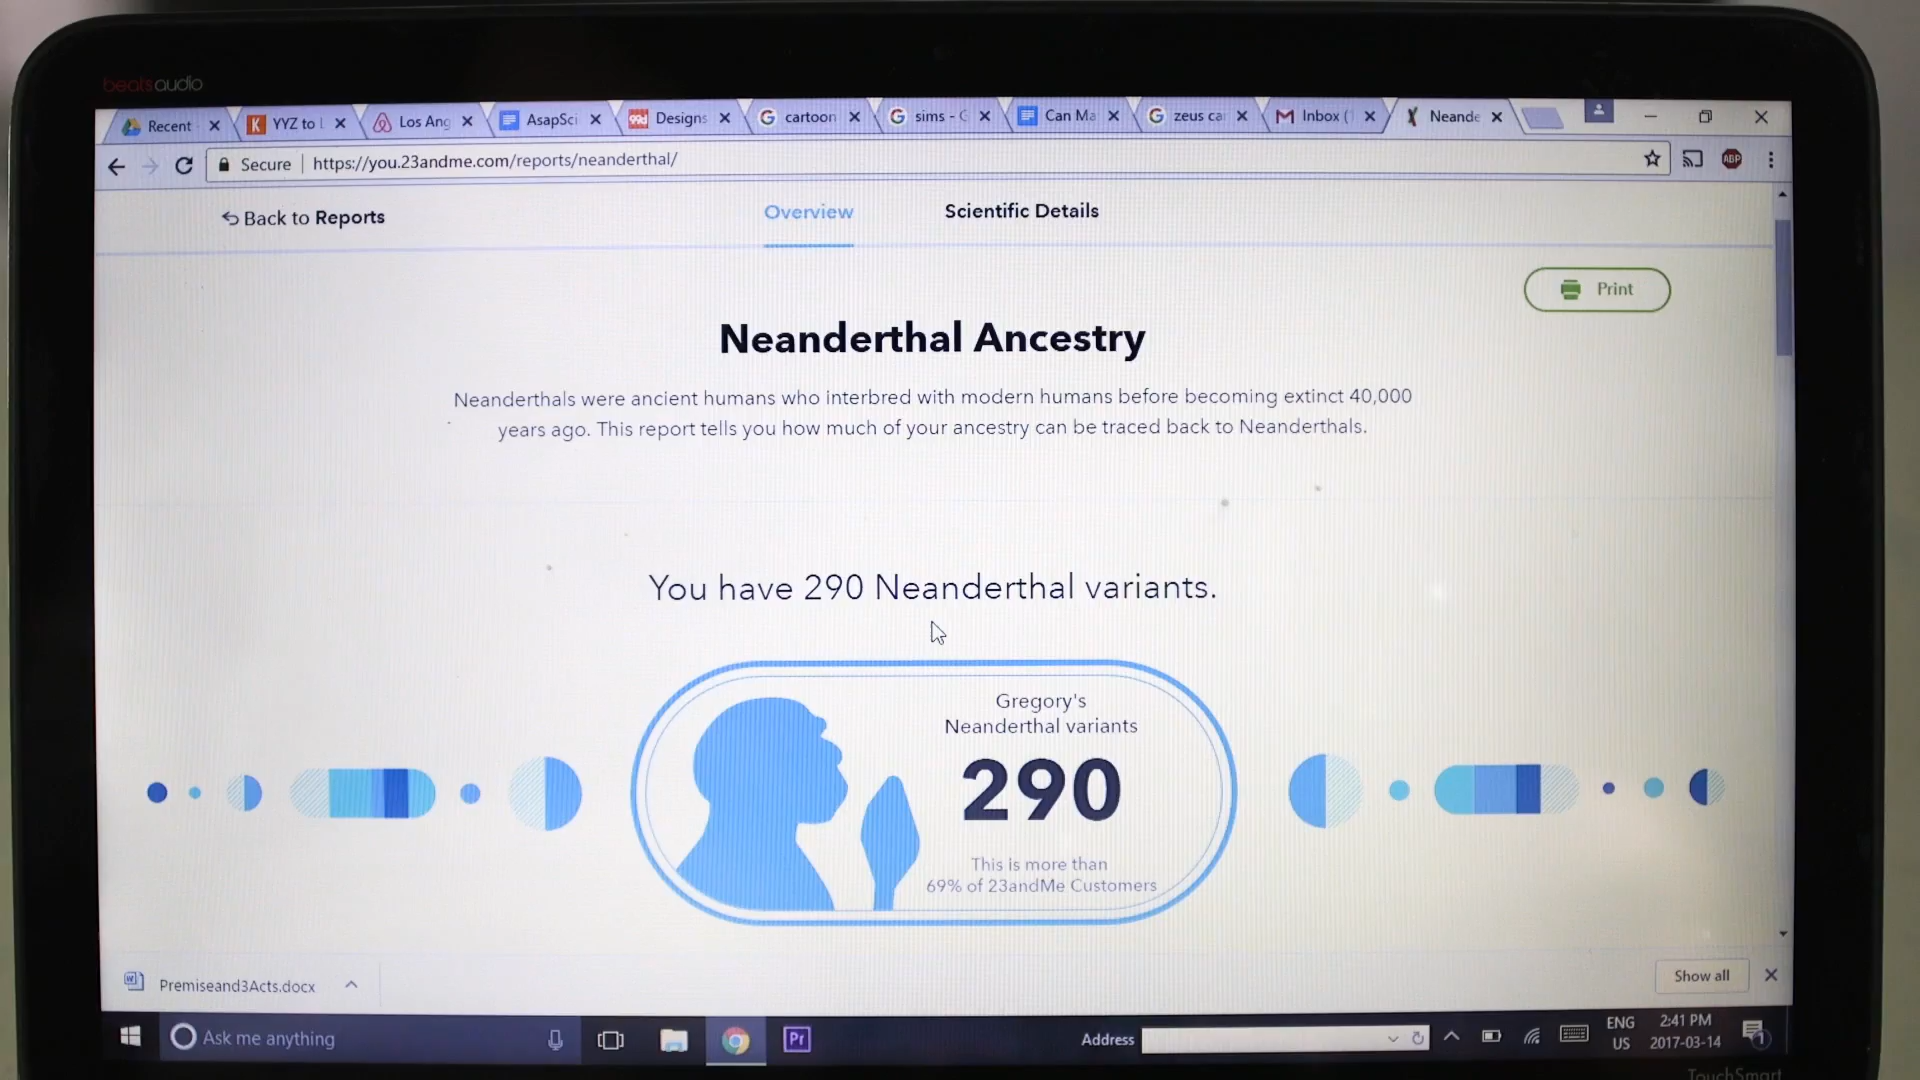 beatsaudio
Recent
YYZ to L
Los Ang
AsapSci
Designs
cartoon
sims - G
Can Ma
zeus car
Inbox (
Neande
Secure
https://you.23andme.com/reports/neanderthal/
ABP
Back to Reports
Overview
Scientific Details
Print
Neanderthal Ancestry
Neanderthals were ancient humans who interbred with modern humans before becoming extinct 40,000
years ago. This report tells you how much of your ancestry can be traced back to Neanderthals.
You have 290 Neanderthal variants.
Gregory's
Neanderthal variants
290
This is more than
69% of 23andMe Customers
Premiseand3Acts.docx
Show all
Ask me anything
Pr
Address
ENG
US
2:41 PM
2017-03-14
1
TouchSmart